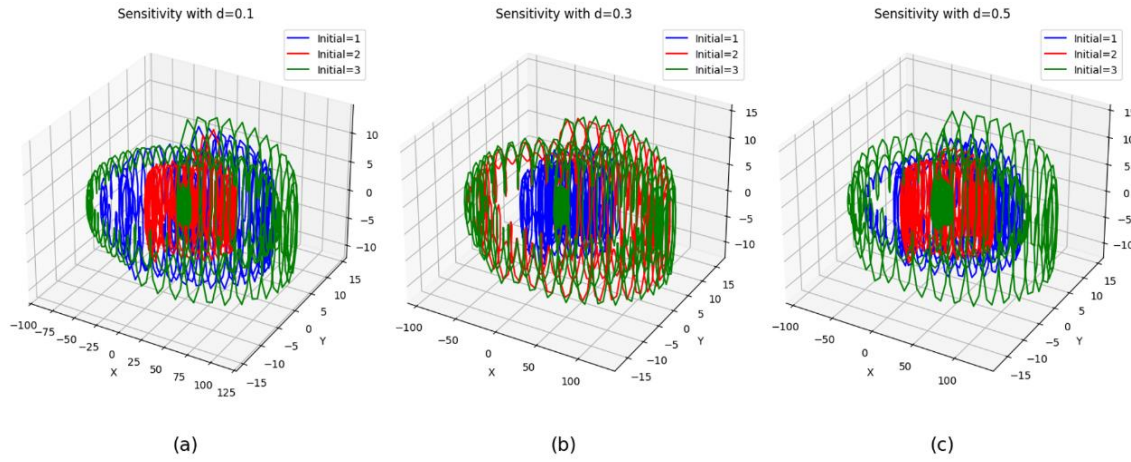 Sensitivity with d=0.1
Initial=1
Initial=2
Initial=3
10
5
0
−5
−10
−100
−75
−50
−25
0
25
50
75
100
125
X
−15
−10
−5
0
5
10
15
Y
(a)
Sensitivity with d=0.3
Initial=1
Initial=2
Initial=3
15
10
5
0
−5
−10
−100
−50
0
50
100
X
−15
−10
−5
0
5
10
15
Y
(b)
Sensitivity with d=0.5
Initial=1
Initial=2
Initial=3
15
10
5
0
−5
−10
−100
−50
0
50
100
X
−15
−10
−5
0
5
10
15
Y
(c)